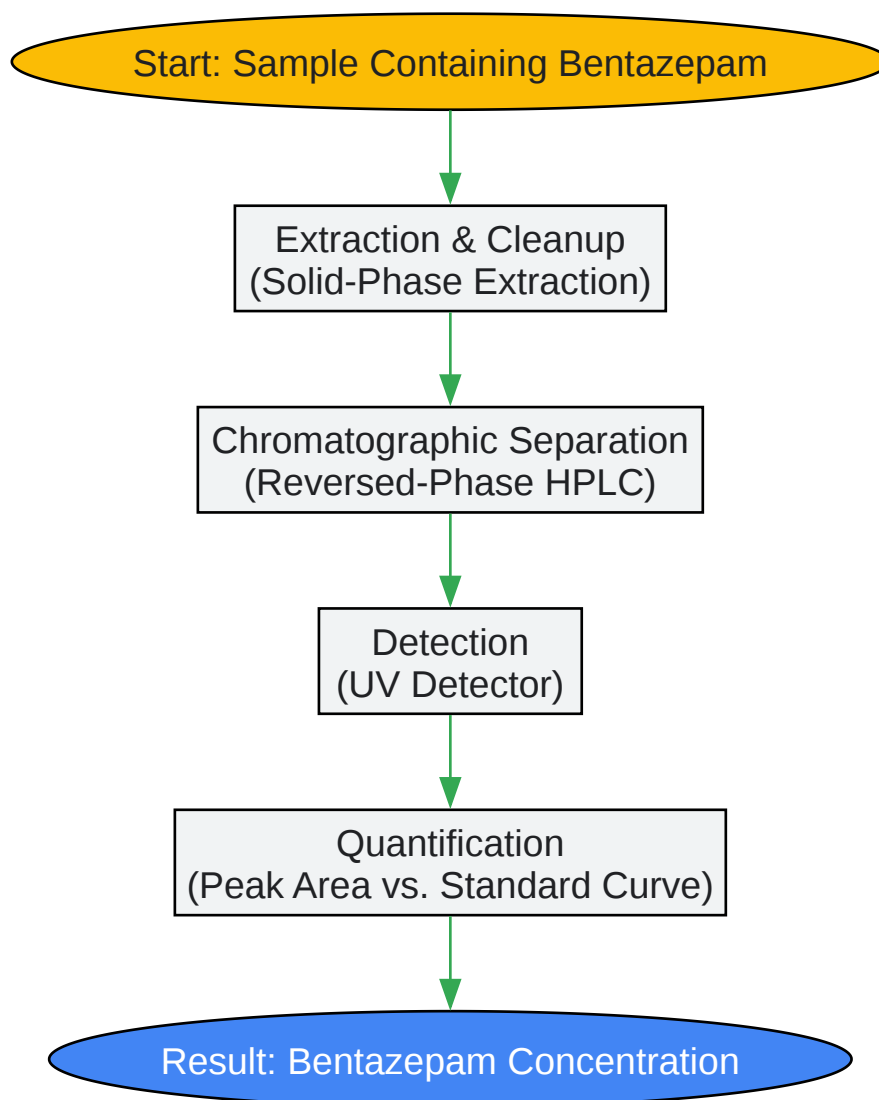 Start: Sample Containing Bentazepam
Extraction & Cleanup
(Solid-Phase Extraction)
Chromatographic Separation
(Reversed-Phase HPLC)
Detection
(UV Detector)
Quantification
(Peak Area vs. Standard Curve)
Result: Bentazepam Concentration